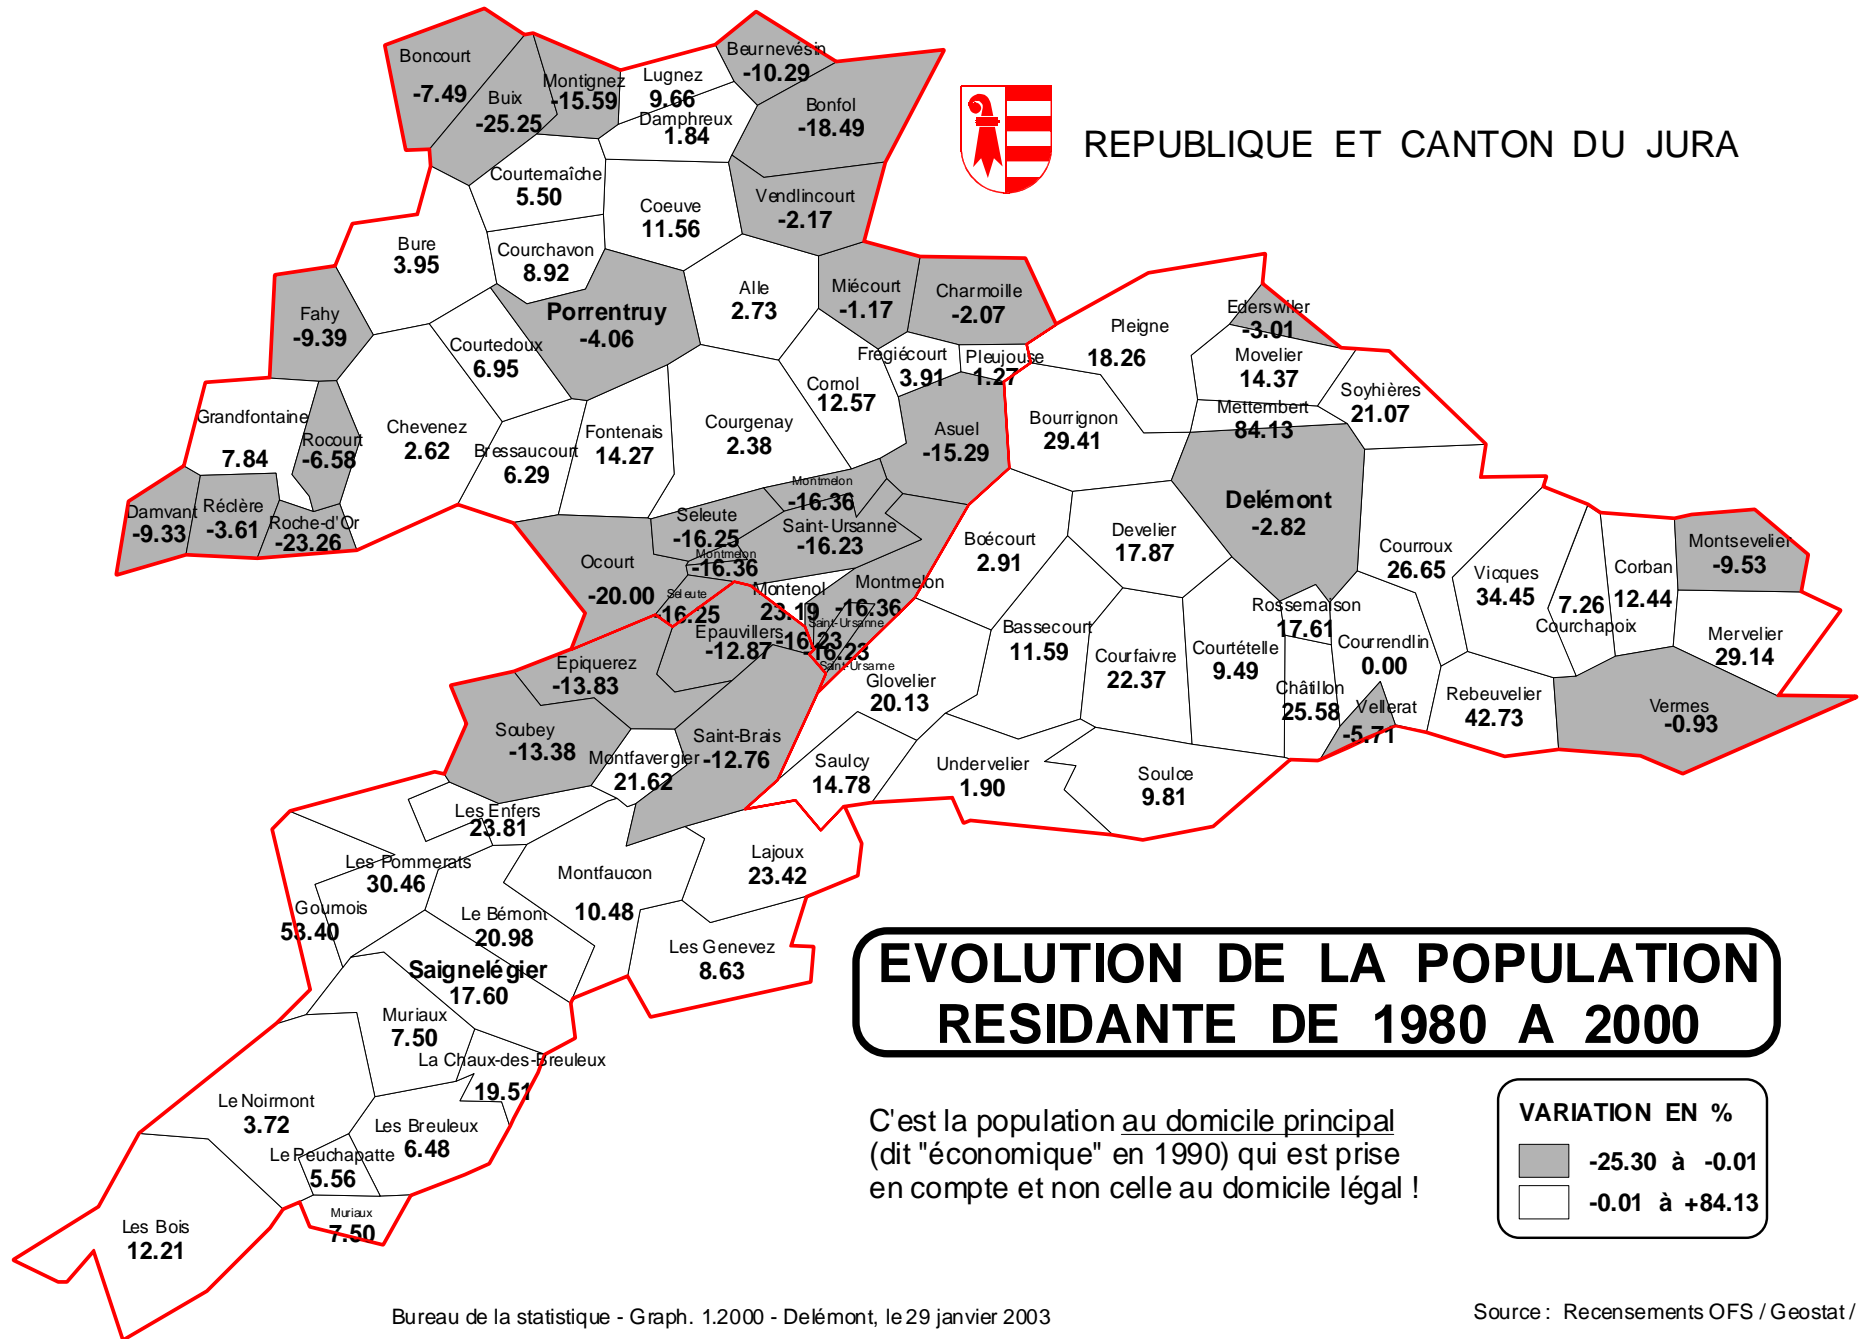 Boncourt
-7.49
Buix
-25.25
Montignez
-15.59
Lugnez
9.66
Damphreux
1.84
Beurnevésin
-10.29
Bonfol
-18.49
REPUBLIQUE ET CANTON DU JURA
Courtemaîche
5.50
Coeuve
11.56
Vendlincourt
-2.17
Bure
3.95
Courchavon
8.92
Fahy
-9.39
Porrentruy
-4.06
Alle
2.73
Miécourt
-1.17
Charmoille
-2.07
Pleigne
18.26
Ederswiler
-3.01
Movelier
14.37
Soyhières
21.07
Courtedoux
6.95
Frégiécourt
3.91
Pleujouse
1.27
Cornol
12.57
Mettembert
84.13
Grandfontaine
7.84
Rocourt
-6.58
Chevenez
2.62
Bressaucourt
6.29
Fontenais
14.27
Courgenay
2.38
Asuel
-15.29
Bourrignon
29.41
Damvant
-9.33
Réclère
-3.61
Roche-d'Or
-23.26
Montmelon
-16.36
Seleute
-16.25
Saint-Ursanne
-16.23
Montmelon
-16.36
Ocourt
-20.00
Seleute
-16.25
Montenol
23.19
Montmelon
-16.36
Saint-Ursanne
-16.23
-16.23
Saint-Ursanne
Delémont
-2.82
Boécourt
2.91
Develier
17.87
Courroux
26.65
Vicques
34.45
7.26
Courchapoix
Corban
12.44
Montsevelier
-9.53
Mervelier
29.14
Epauvillers
-12.87
Epiquerez
-13.83
Bassecourt
11.59
Courfaivre
22.37
Courtételle
9.49
Rossemaison
17.61
Courrendlin
0.00
Châtillon
25.58
Vellerat
-5.71
Rebeuvelier
42.73
Vermes
-0.93
Glovelier
20.13
Soubey
-13.38
Montfavergier
21.62
Saint-Brais
-12.76
Saulcy
14.78
Undervelier
1.90
Soulce
9.81
Les Enfers
23.81
Les Pommerats
30.46
Goumois
53.40
Le Bémont
20.98
Montfaucon
10.48
Lajoux
23.42
Les Genevez
8.63
Saignelégier
17.60
Muriaux
7.50
La Chaux-des-Breuleux
19.51
Le Noirmont
3.72
Les Breuleux
6.48
Le Peuchapatte
5.56
Muriaux
7.50
Les Bois
12.21
EVOLUTION DE LA POPULATION
RESIDANTE DE 1980 A 2000
C'est la population au domicile principal
(dit "économique" en 1990) qui est prise
en compte et non celle au domicile légal !
VARIATION EN %
-25.30 à -0.01
-0.01 à +84.13
Bureau de la statistique - Graph. 1.2000 - Delémont, le 29 janvier 2003
Source : Recensements OFS / Geostat /